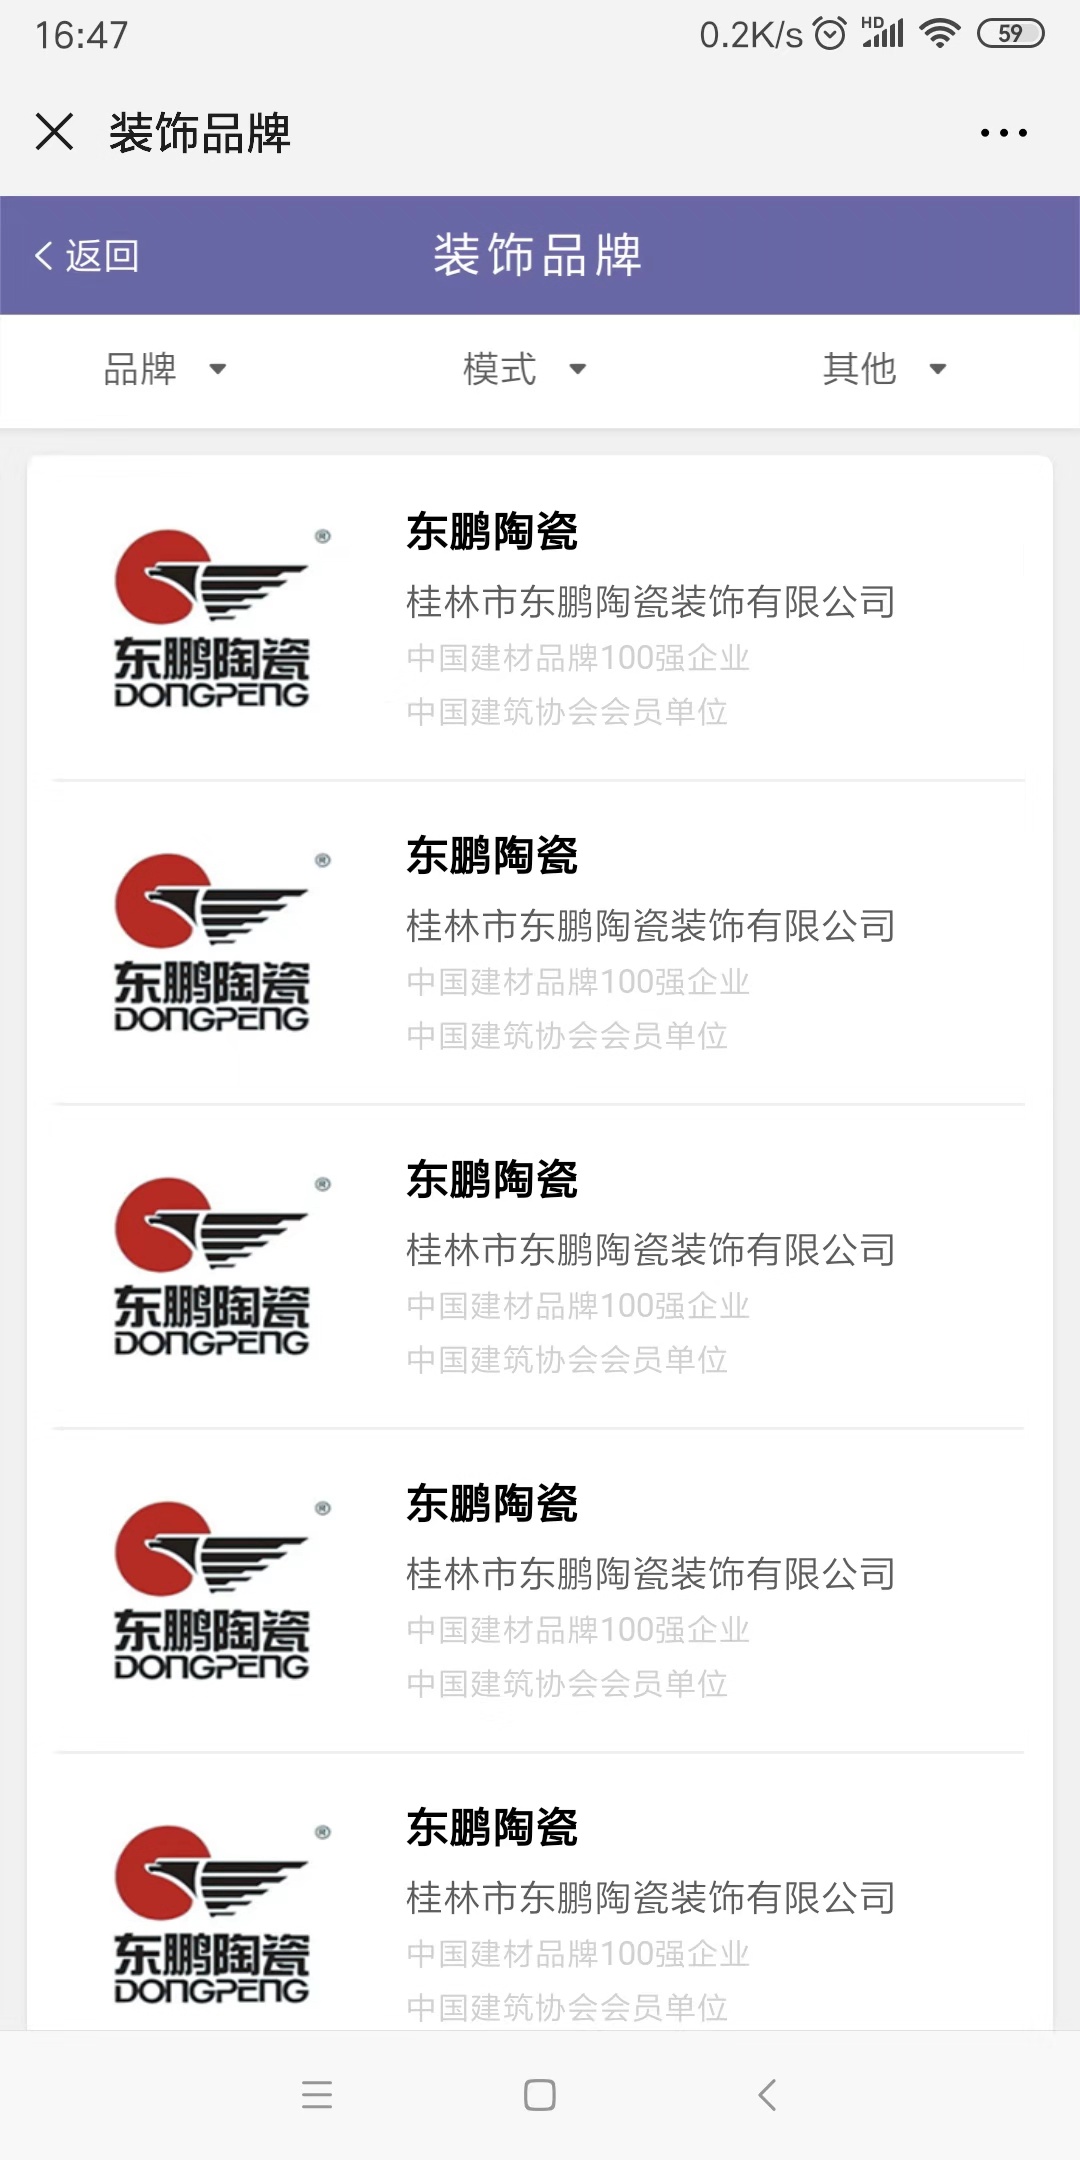 16:47 0.2K/s HD 59
装饰品牌
返回 装饰品牌
品牌 模式 其他
东鹏陶瓷
桂林市东鹏陶瓷装饰有限公司
中国建材品牌100强企业
中国建筑协会会员单位
®
东鹏陶瓷
DONGPENG
东鹏陶瓷
桂林市东鹏陶瓷装饰有限公司
中国建材品牌100强企业
中国建筑协会会员单位
®
东鹏陶瓷
DONGPENG
东鹏陶瓷
桂林市东鹏陶瓷装饰有限公司
中国建材品牌100强企业
中国建筑协会会员单位
®
东鹏陶瓷
DONGPENG
东鹏陶瓷
桂林市东鹏陶瓷装饰有限公司
中国建材品牌100强企业
中国建筑协会会员单位
®
东鹏陶瓷
DONGPENG
东鹏陶瓷
桂林市东鹏陶瓷装饰有限公司
中国建材品牌100强企业
中国建筑协会会员单位
®
东鹏陶瓷
DONGPENG